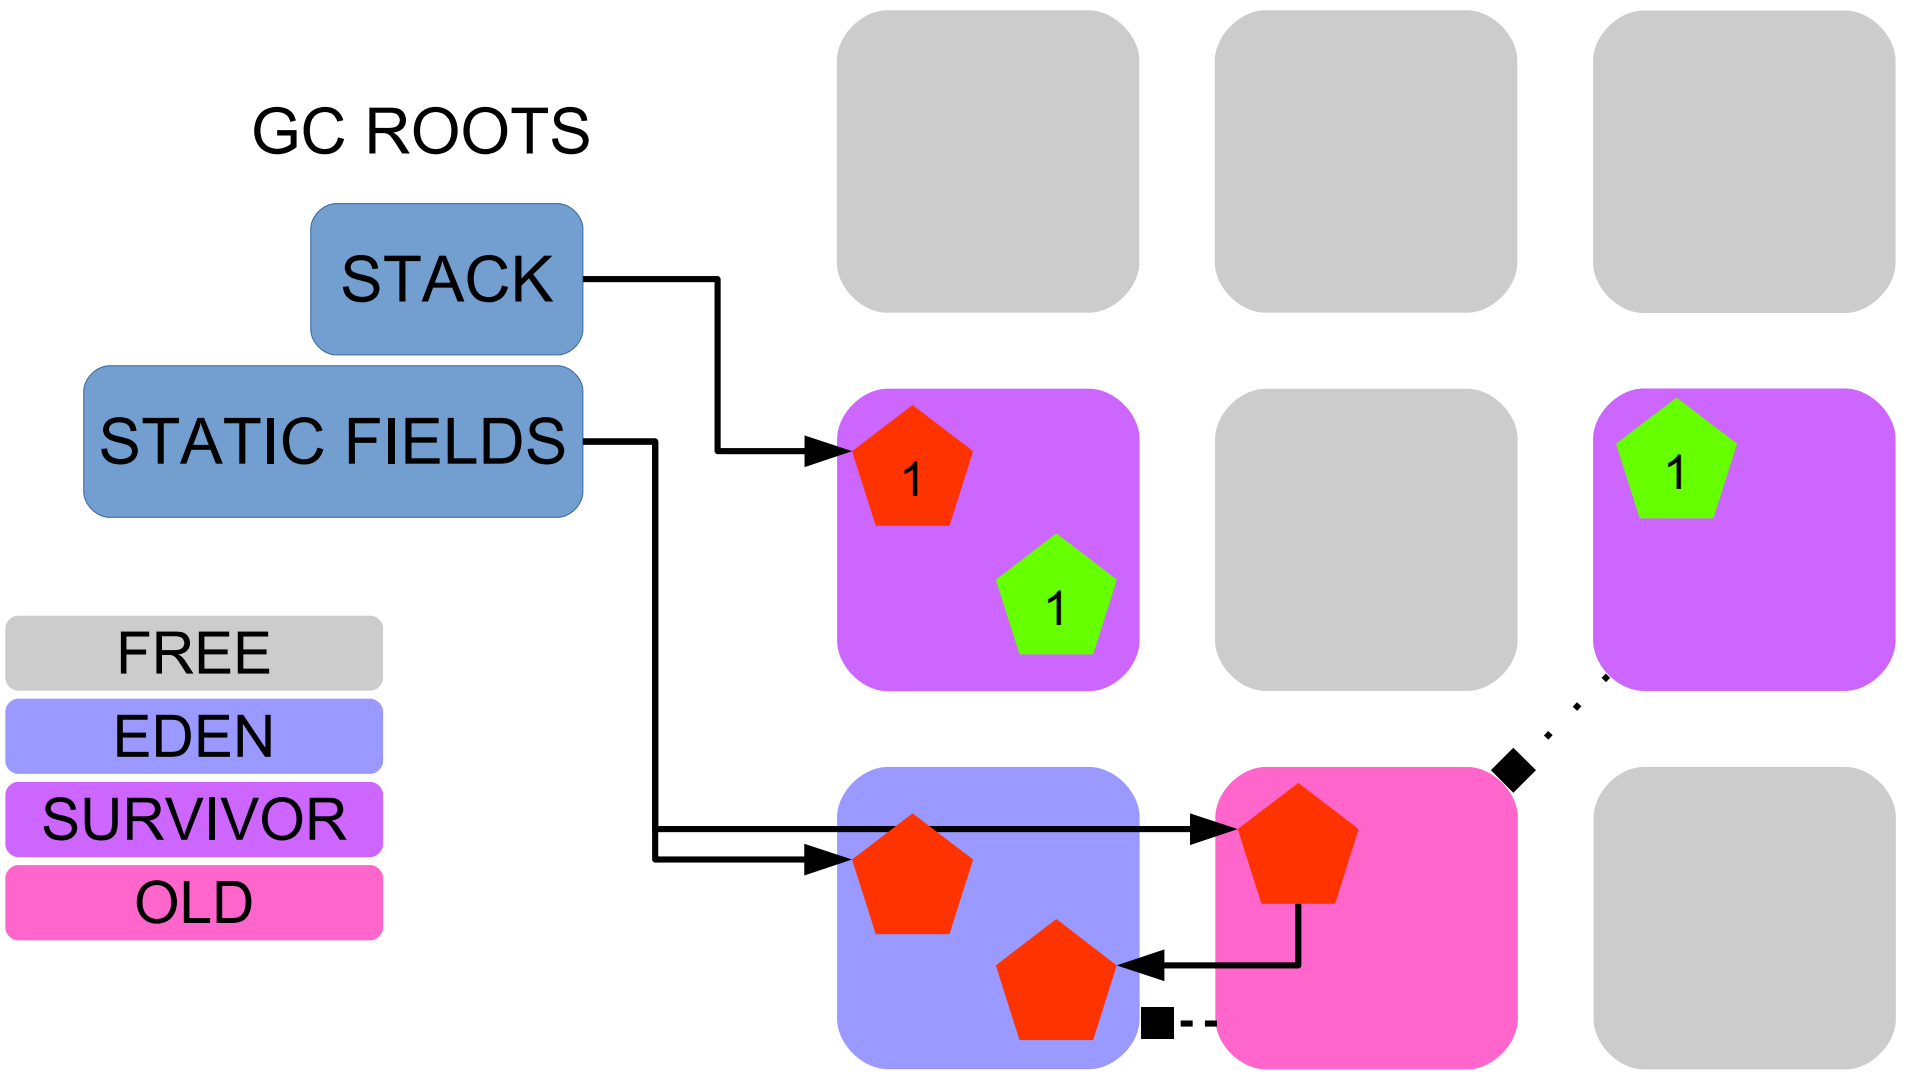 GC ROOTS
STACK
STATIC FIELDS
1
1
1
FREE
EDEN
SURVIVOR
OLD